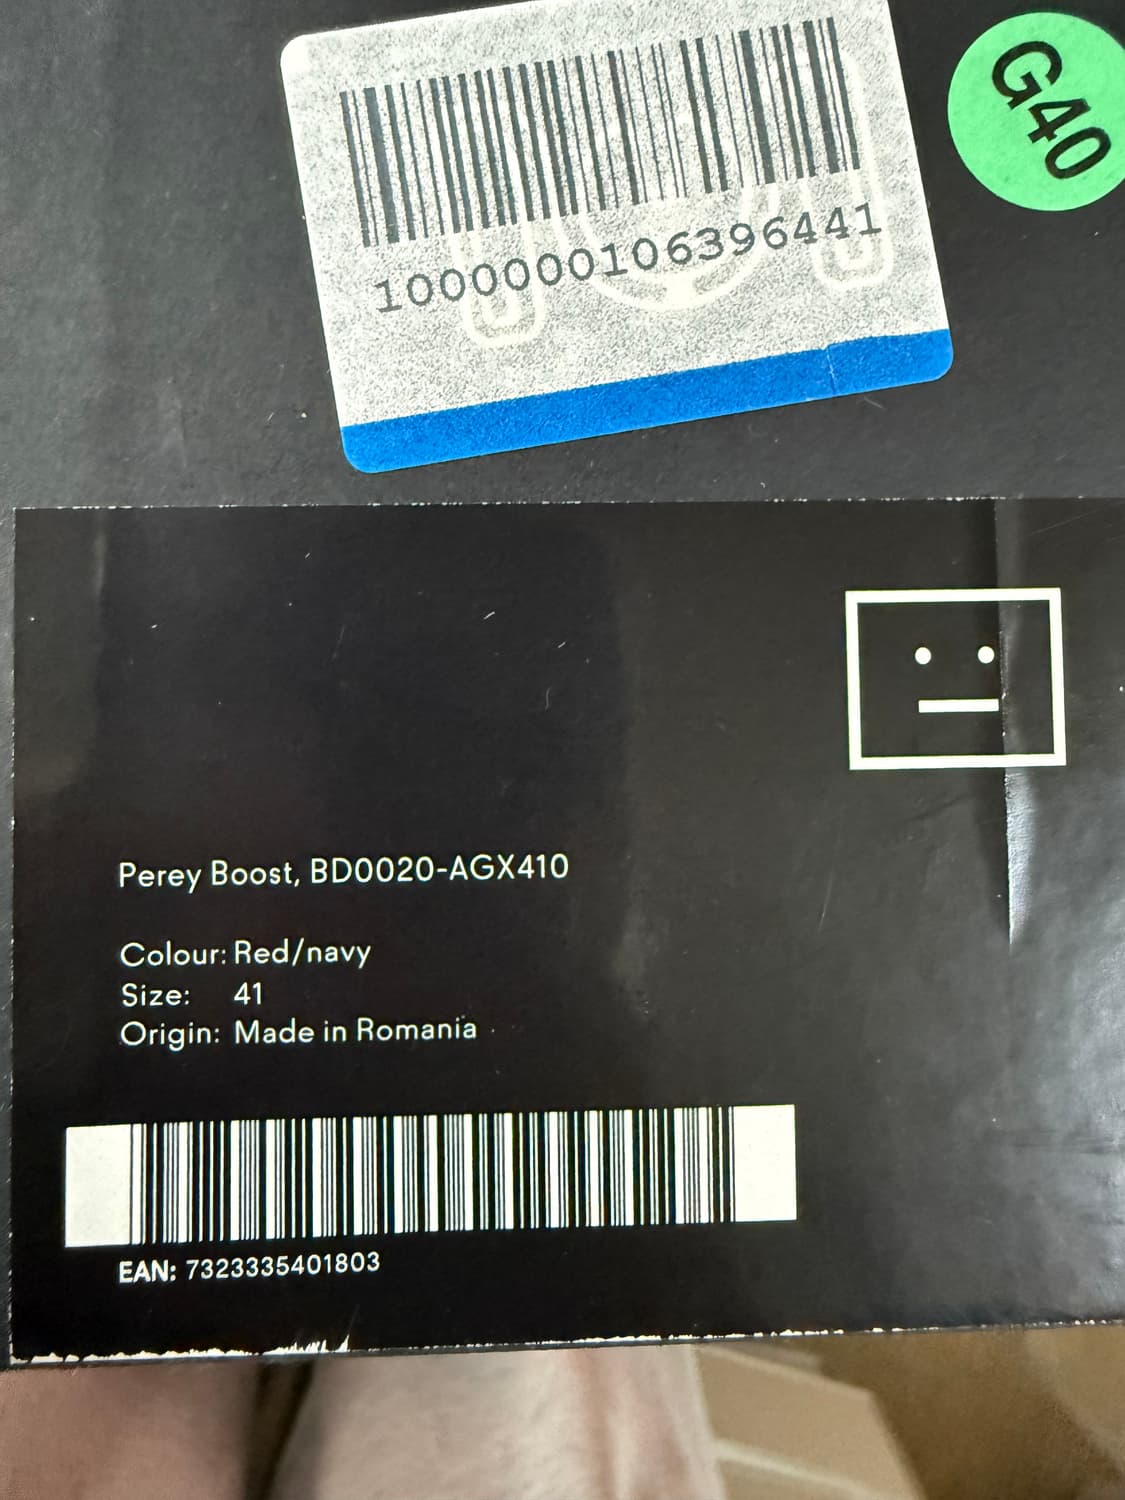 G40
1000000106396441
Perey Boost, BD0020-AGX410
Colour: Red/navy
Size: 41
Origin: Made in Romania
EAN: 7323335401803